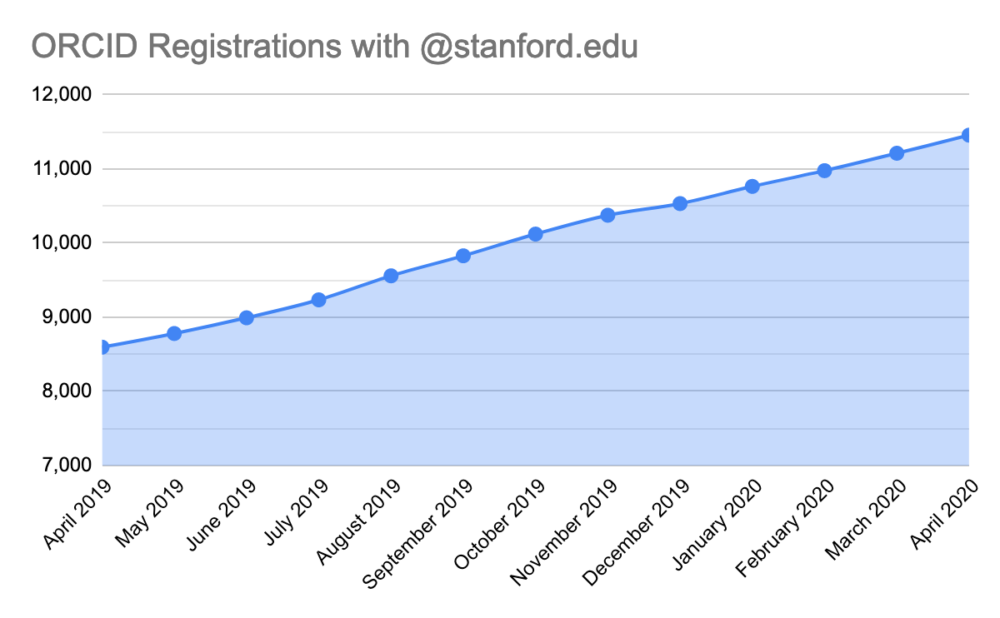 ORCID Registrations with @stanford.edu
12,000
11,000
10,000
9,000
8,000
7,000
April 2019
May 2019
June 2019
July 2019
August 2019
September 2019
October 2019
November 2019
December 2019
January 2020
February 2020
March 2020
April 2020